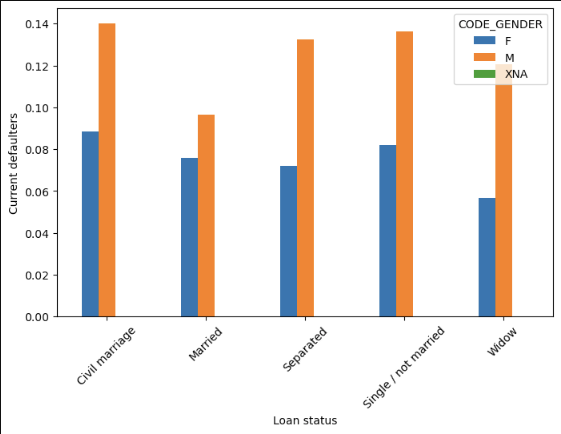 0.14
0.12
0.10
0.08
0.06
0.04
0.02
0.00
Current defaulters
CODE_GENDER
F
M
XNA
Civil marriage
Married
Separated
Single / not married
Widow
Loan status